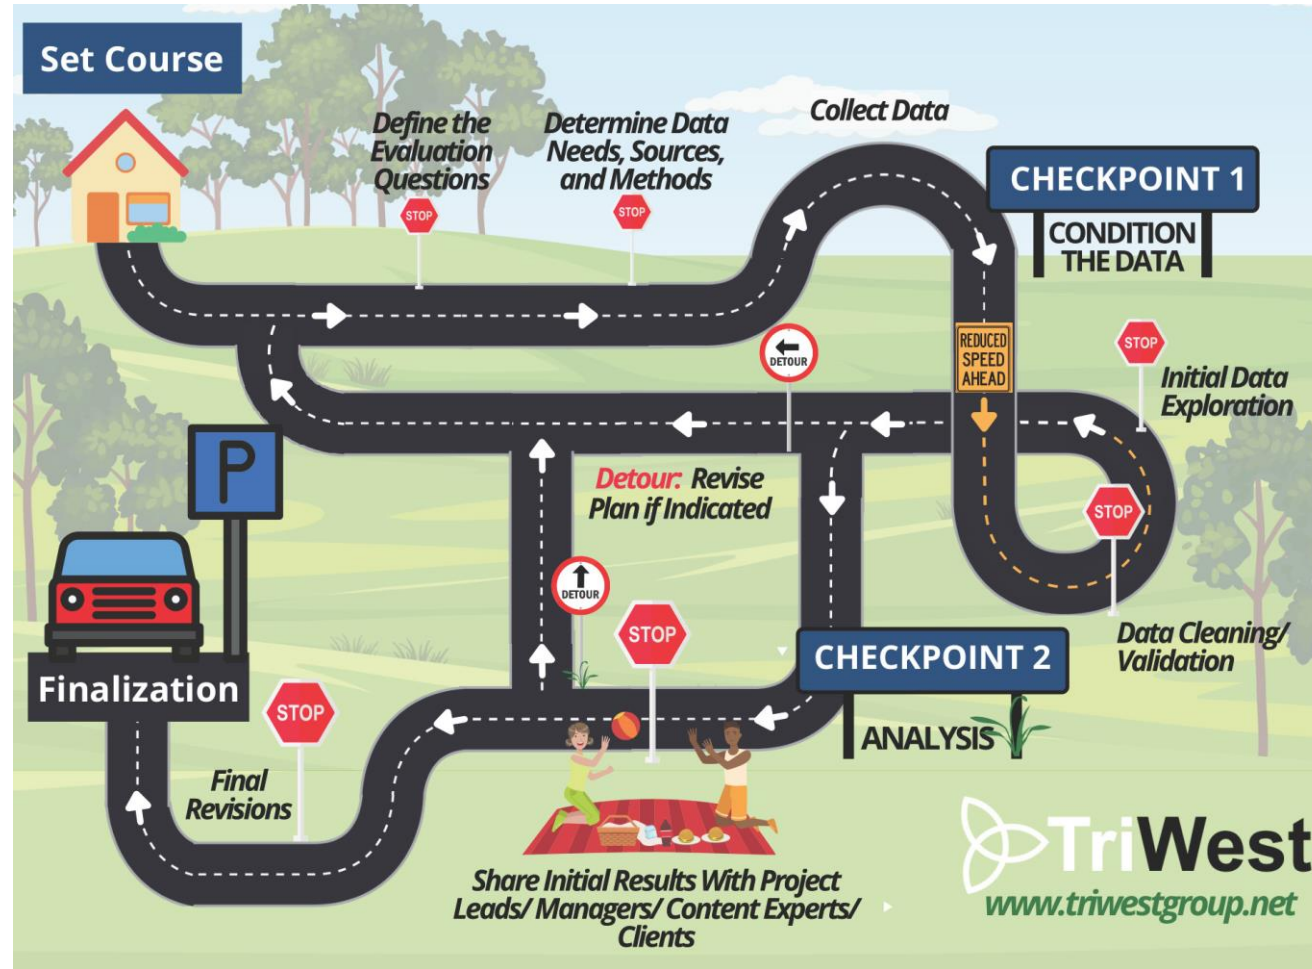 Set Course
Define the
Evaluation
Questions
STOP
Determine Data
Needs, Sources,
and Methods
STOP
Collect Data
CHECKPOINT 1
CONDITION
THE DATA
REDUCED
SPEED
AHEAD
STOP
Initial Data
Exploration
DETOUR
P
Detour: Revise
Plan if Indicated
STOP
Data Cleaning/
Validation
DETOUR
STOP
CHECKPOINT 2
ANALYSIS
Finalization
STOP
Final
Revisions
Share Initial Results With Project
Leads/ Managers/ Content Experts/
Clients
TriWest
www.triwestgroup.net